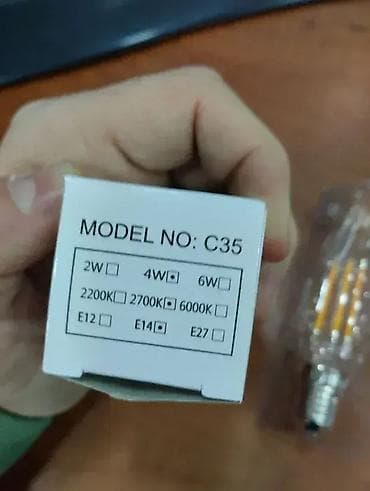 MODEL NO: C35
2W☐ 4W▣ 6W☐
2200K☐ 2700K▣ 6000K☐
E12☐ E14▣ E27☐